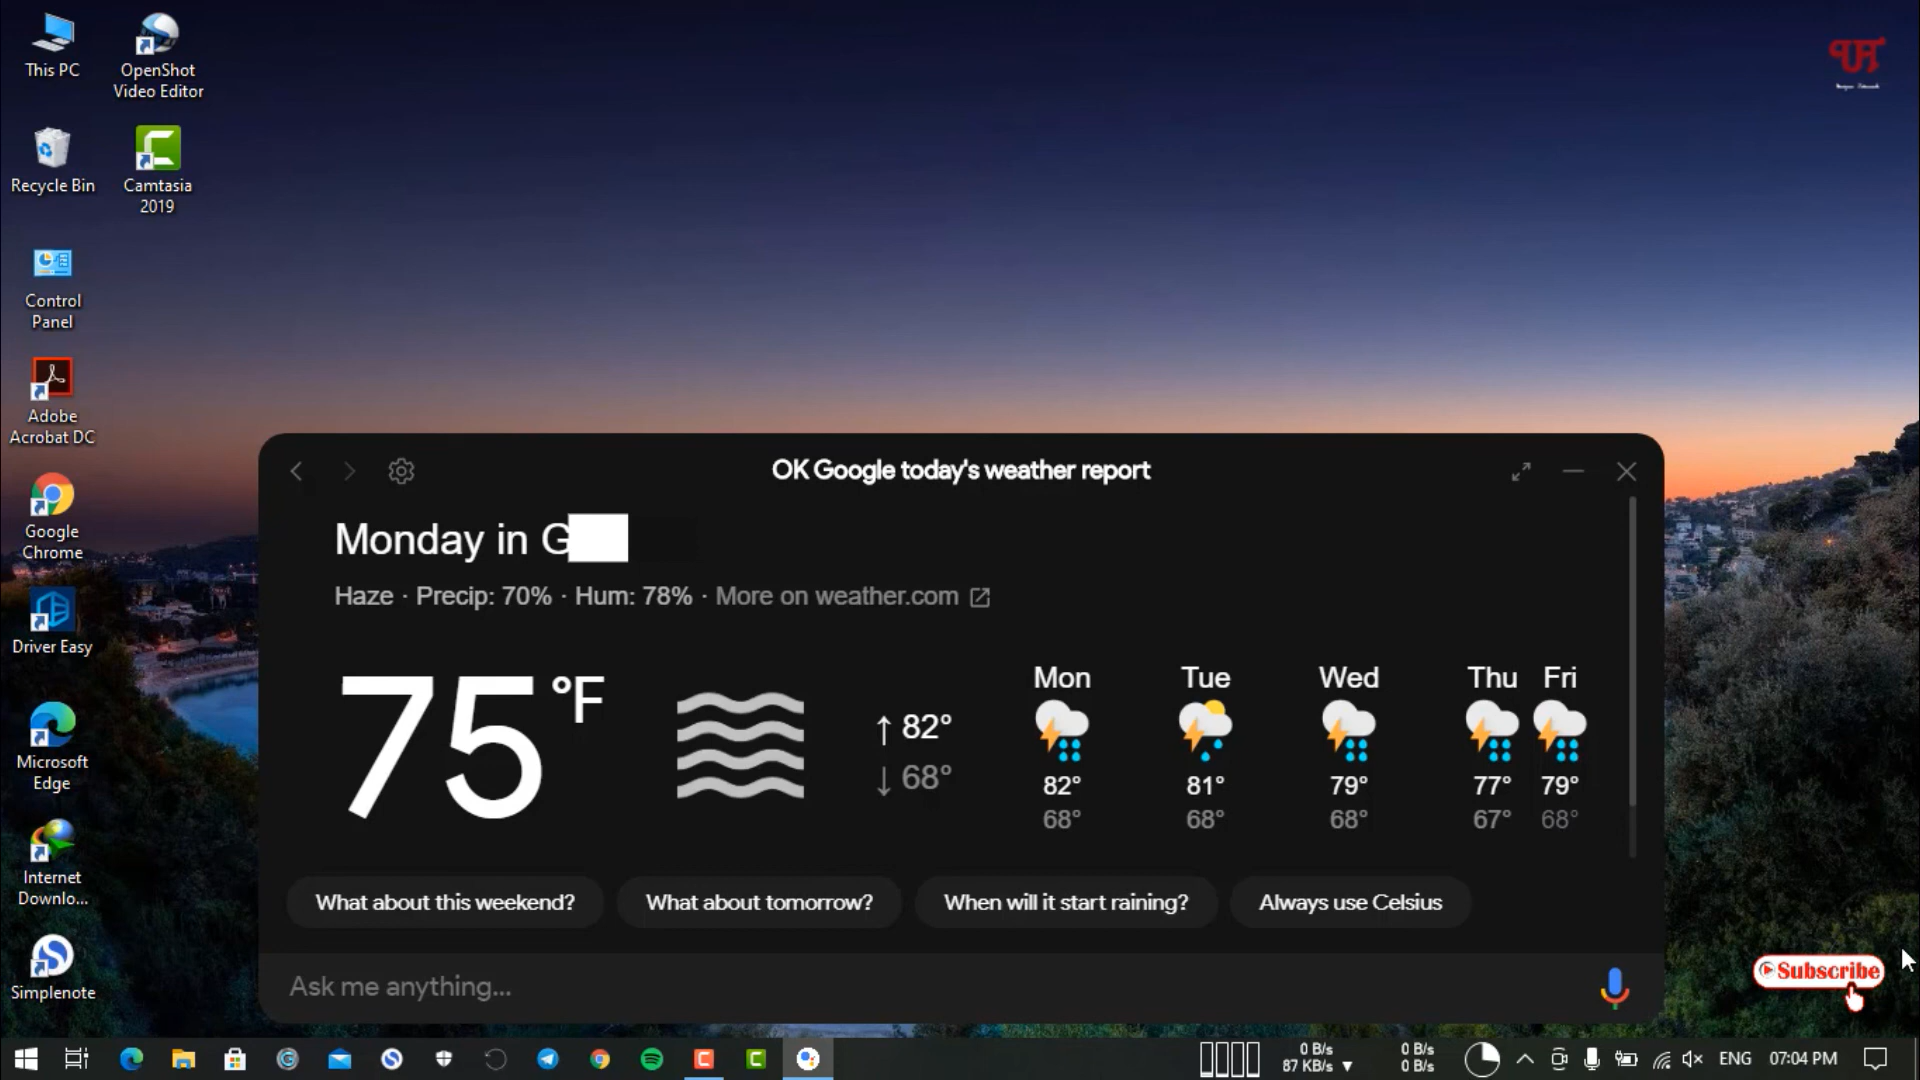 This PC
OpenShot
Video Editor
Recycle Bin
Camtasia
2019
Control
Panel
Adobe
Acrobat DC
Google
Chrome
Driver Easy
Microsoft
Edge
Internet
Downlo...
Simplenote
OK Google today's weather report
Monday in G
Haze · Precip: 70% · Hum: 78% · More on weather.com
75 °F
↑ 82°
↓ 68°
Mon Tue Wed Thu Fri
82° 81° 79° 77° 79°
68° 68° 68° 67° 68°
What about this weekend? What about tomorrow? When will it start raining? Always use Celsius
Ask me anything...
Subscribe
0 B/s
87 KB/s
0 B/s
0 B/s
ENG 07:04 PM